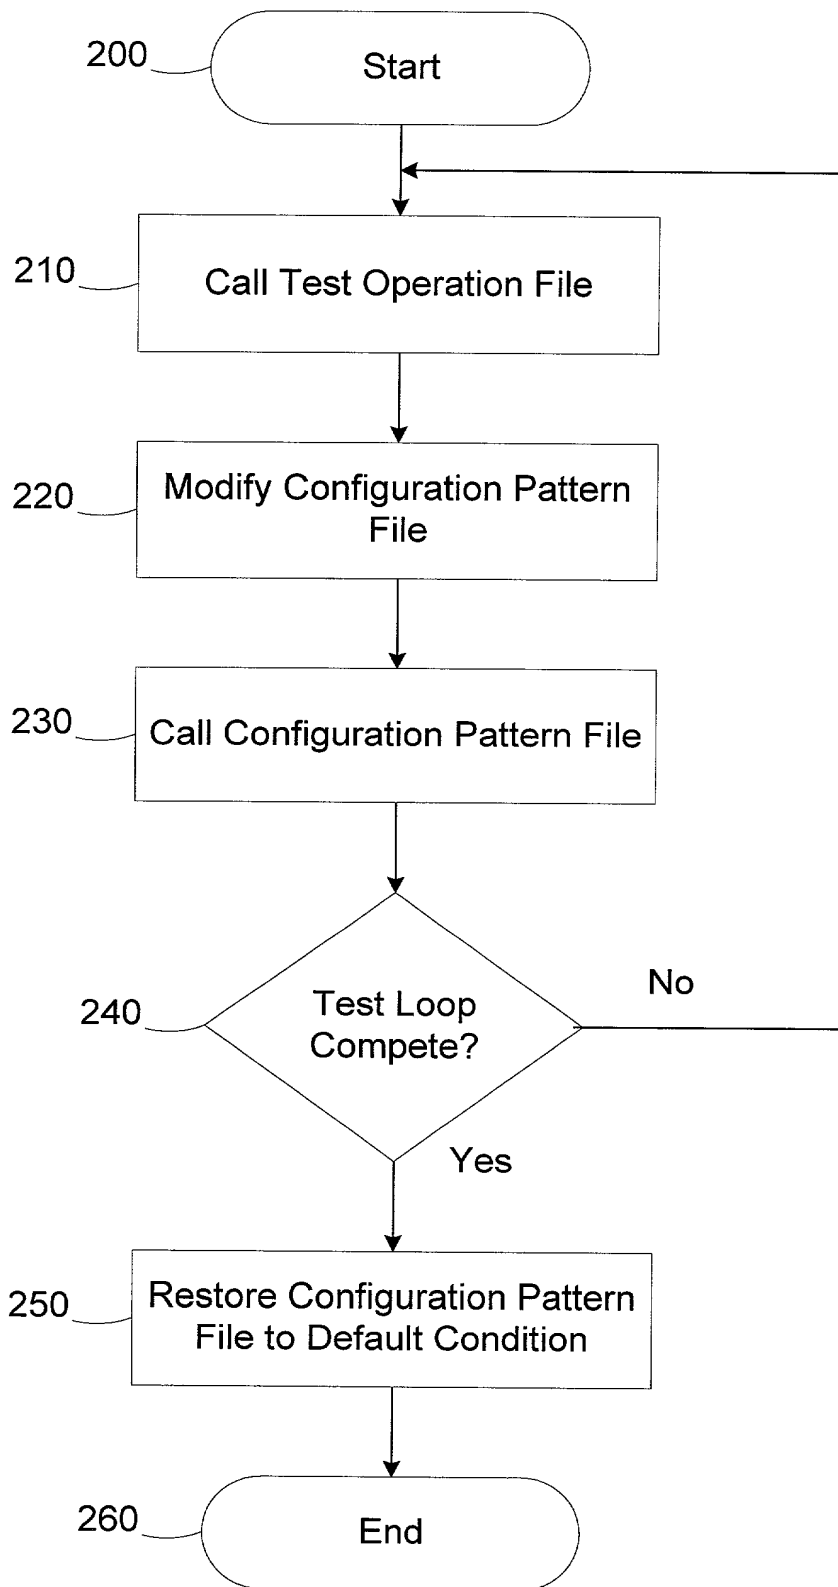 200
Start
210
Call Test Operation File
220
Modify Configuration Pattern
File
230
Call Configuration Pattern File
240
Test Loop
Compete?
No
Yes
250
Restore Configuration Pattern
File to Default Condition
260
End